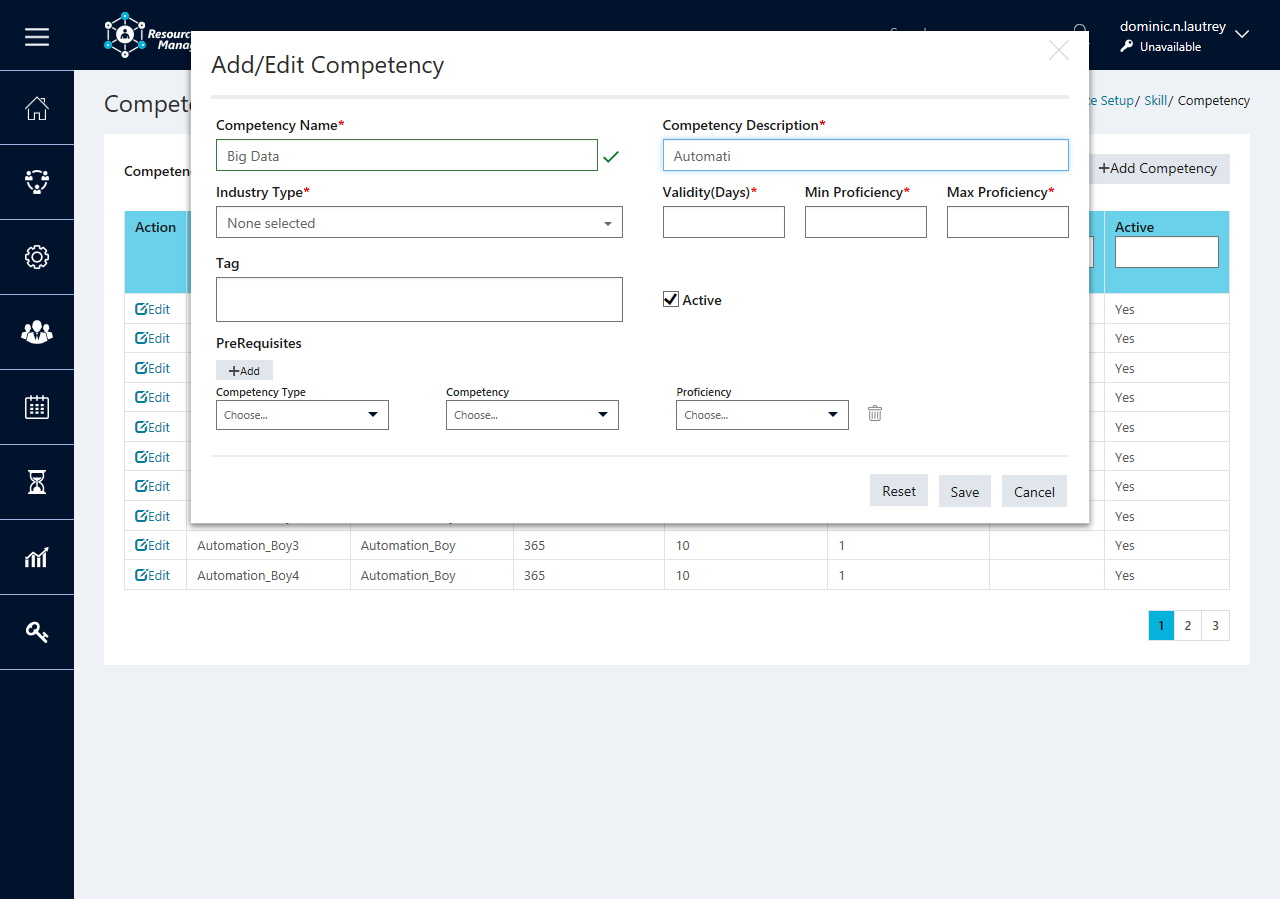 dominic.n.lautrey
Unavailable
Resource
Add/Edit Competency
Setup/ Skill/ Competency
Competency Name*
Competency Description*
Big Data
Automati
+Add Competency
Industry Type*
Validity(Days)*
Min Proficiency*
Max Proficiency*
None selected
Action
Active
Tag
Active
Edit
Yes
Edit
Yes
PreRequisites
Edit
Yes
+Add
Competency Type
Competency
Proficiency
Edit
Yes
Choose...
Choose...
Choose...
Edit
Yes
Edit
Yes
Edit
Yes
Reset
Save
Cancel
Edit
Yes
Edit
Automation_Boy3
Automation_Boy
365
10
1
Yes
Edit
Automation_Boy4
Automation_Boy
365
10
1
Yes
1
2
3